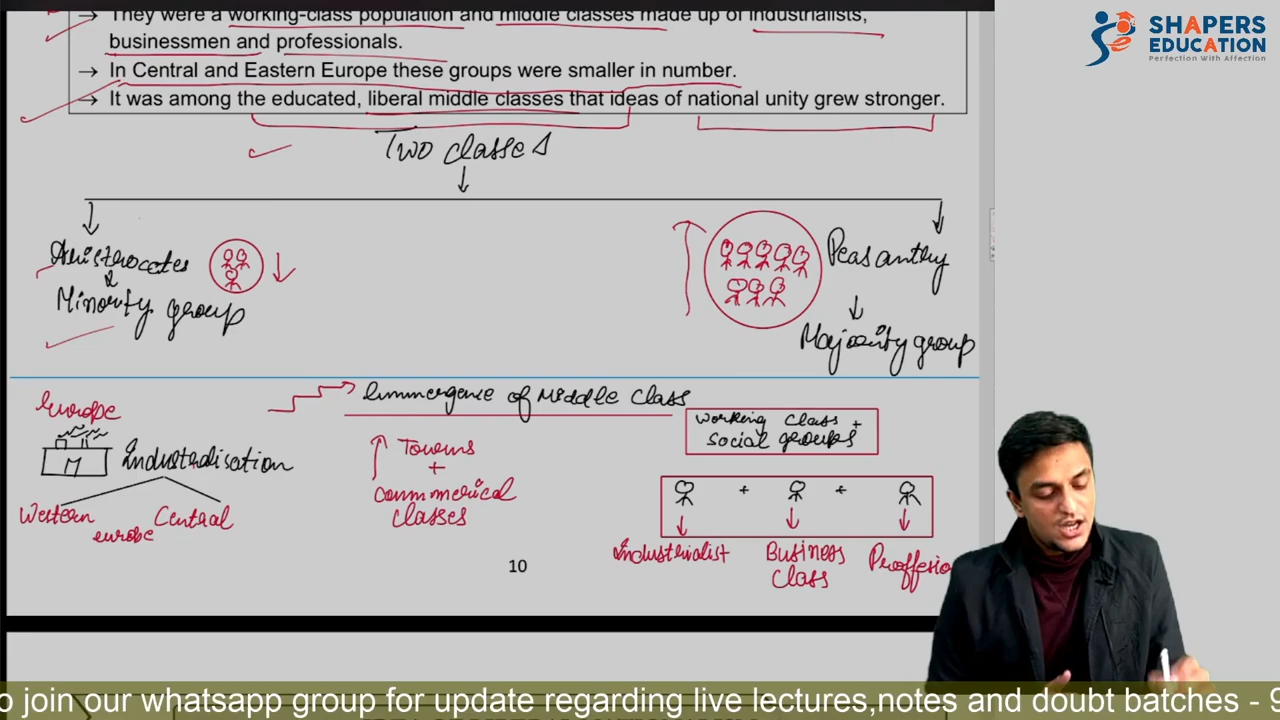 They were a working-class population and middle classes made up of industrialists,
businessmen and professionals.
→ In Central and Eastern Europe these groups were smaller in number.
→ It was among the educated, liberal middle classes that ideas of national unity grew stronger.
SHAPERS
EDUCATION
Perfection With Affection
Two classes
Aristrocates
Minority group
Peasantry
Majority group
Europe
Emmergence of Middle Class
Working class +
social groups
M
Industrialisation
Western
Central
europe
Towns
+
commerical
classes
+ +
Industrialist
Business
Class
Proffesio
10
o join our whatsapp group for update regarding live lectures,notes and doubt batches - 9